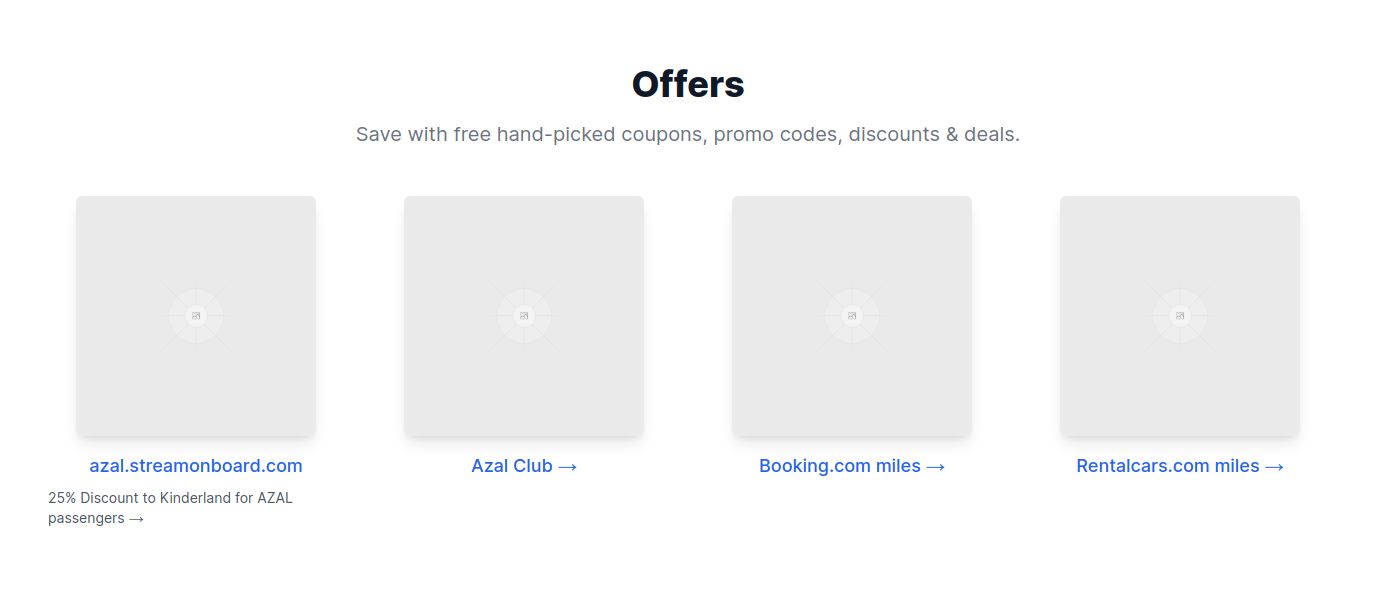 Offers
Save with free hand-picked coupons, promo codes, discounts & deals.
azal.streamonboard.com
25% Discount to Kinderland for AZAL
passengers →
Azal Club →
Booking.com miles →
Rentalcars.com miles →